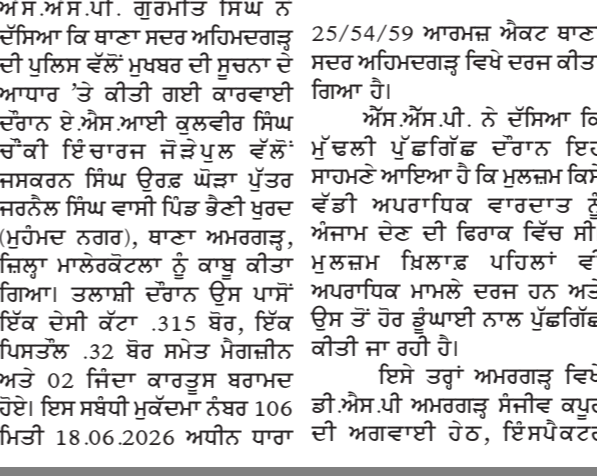 ਐਸ.ਐਸ.ਪੀ. ਗੁਰਮੀਤ ਸਿੰਘ ਨੇ
ਦੱਸਿਆ ਕਿ ਥਾਣਾ ਸਦਰ ਅਹਿਮਦਗੜ੍ਹ
ਦੀ ਪੁਲਿਸ ਵੱਲੋਂ ਮੁਖਬਰ ਦੀ ਸੂਚਨਾ ਦੇ
ਆਧਾਰ ’ਤੇ ਕੀਤੀ ਗਈ ਕਾਰਵਾਈ
ਦੌਰਾਨ ਏ.ਐਸ.ਆਈ ਕੁਲਵੀਰ ਸਿੰਘ
ਚੌਂਕੀ ਇੰਚਾਰਜ ਜੋੜੇਪੁਲ ਵੱਲੋਂ
ਜਸਕਰਨ ਸਿੰਘ ਉਰਫ਼ ਘੋੜਾ ਪੁੱਤਰ
ਜਰਨੈਲ ਸਿੰਘ ਵਾਸੀ ਪਿੰਡ ਭੈਣੀ ਖੁਰਦ
(ਮੁਹੰਮਦ ਨਗਰ), ਥਾਣਾ ਅਮਰਗੜ੍ਹ,
ਜ਼ਿਲ੍ਹਾ ਮਾਲੇਰਕੋਟਲਾ ਨੂੰ ਕਾਬੂ ਕੀਤਾ
ਗਿਆ। ਤਲਾਸ਼ੀ ਦੌਰਾਨ ਉਸ ਪਾਸੋਂ
ਇੱਕ ਦੇਸੀ ਕੱਟਾ .315 ਬੋਰ, ਇੱਕ
ਪਿਸਤੌਲ .32 ਬੋਰ ਸਮੇਤ ਮੈਗਜ਼ੀਨ
ਅਤੇ 02 ਜਿੰਦਾ ਕਾਰਤੂਸ ਬਰਾਮਦ
ਹੋਏ। ਇਸ ਸਬੰਧੀ ਮੁਕੱਦਮਾ ਨੰਬਰ 106
ਮਿਤੀ 18.06.2026 ਅਧੀਨ ਧਾਰਾ
25/54/59 ਆਰਮਜ਼ ਐਕਟ ਥਾਣਾ
ਸਦਰ ਅਹਿਮਦਗੜ੍ਹ ਵਿਖੇ ਦਰਜ ਕੀਤਾ
ਗਿਆ ਹੈ।
ਐੱਸ.ਐੱਸ.ਪੀ. ਨੇ ਦੱਸਿਆ ਕਿ
ਮੁੱਢਲੀ ਪੁੱਛਗਿੱਛ ਦੌਰਾਨ ਇਹ
ਸਾਹਮਣੇ ਆਇਆ ਹੈ ਕਿ ਮੁਲਜ਼ਮ ਕਿਸੇ
ਵੱਡੀ ਅਪਰਾਧਿਕ ਵਾਰਦਾਤ ਨੂੰ
ਅੰਜਾਮ ਦੇਣ ਦੀ ਫਿਰਾਕ ਵਿੱਚ ਸੀ
ਮੁਲਜ਼ਮ ਖ਼ਿਲਾਫ਼ ਪਹਿਲਾਂ ਵੀ
ਅਪਰਾਧਿਕ ਮਾਮਲੇ ਦਰਜ ਹਨ ਅਤੇ
ਉਸ ਤੋਂ ਹੋਰ ਡੂੰਘਾਈ ਨਾਲ ਪੁੱਛਗਿੱਛ
ਕੀਤੀ ਜਾ ਰਹੀ ਹੈ।
ਇਸੇ ਤਰ੍ਹਾਂ ਅਮਰਗੜ੍ਹ ਵਿਖੇ
ਡੀ.ਐਸ.ਪੀ ਅਮਰਗੜ੍ਹ ਸੰਜੀਵ ਕਪੂਰ
ਦੀ ਅਗਵਾਈ ਹੇਠ, ਇੰਸਪੈਕਟਰ